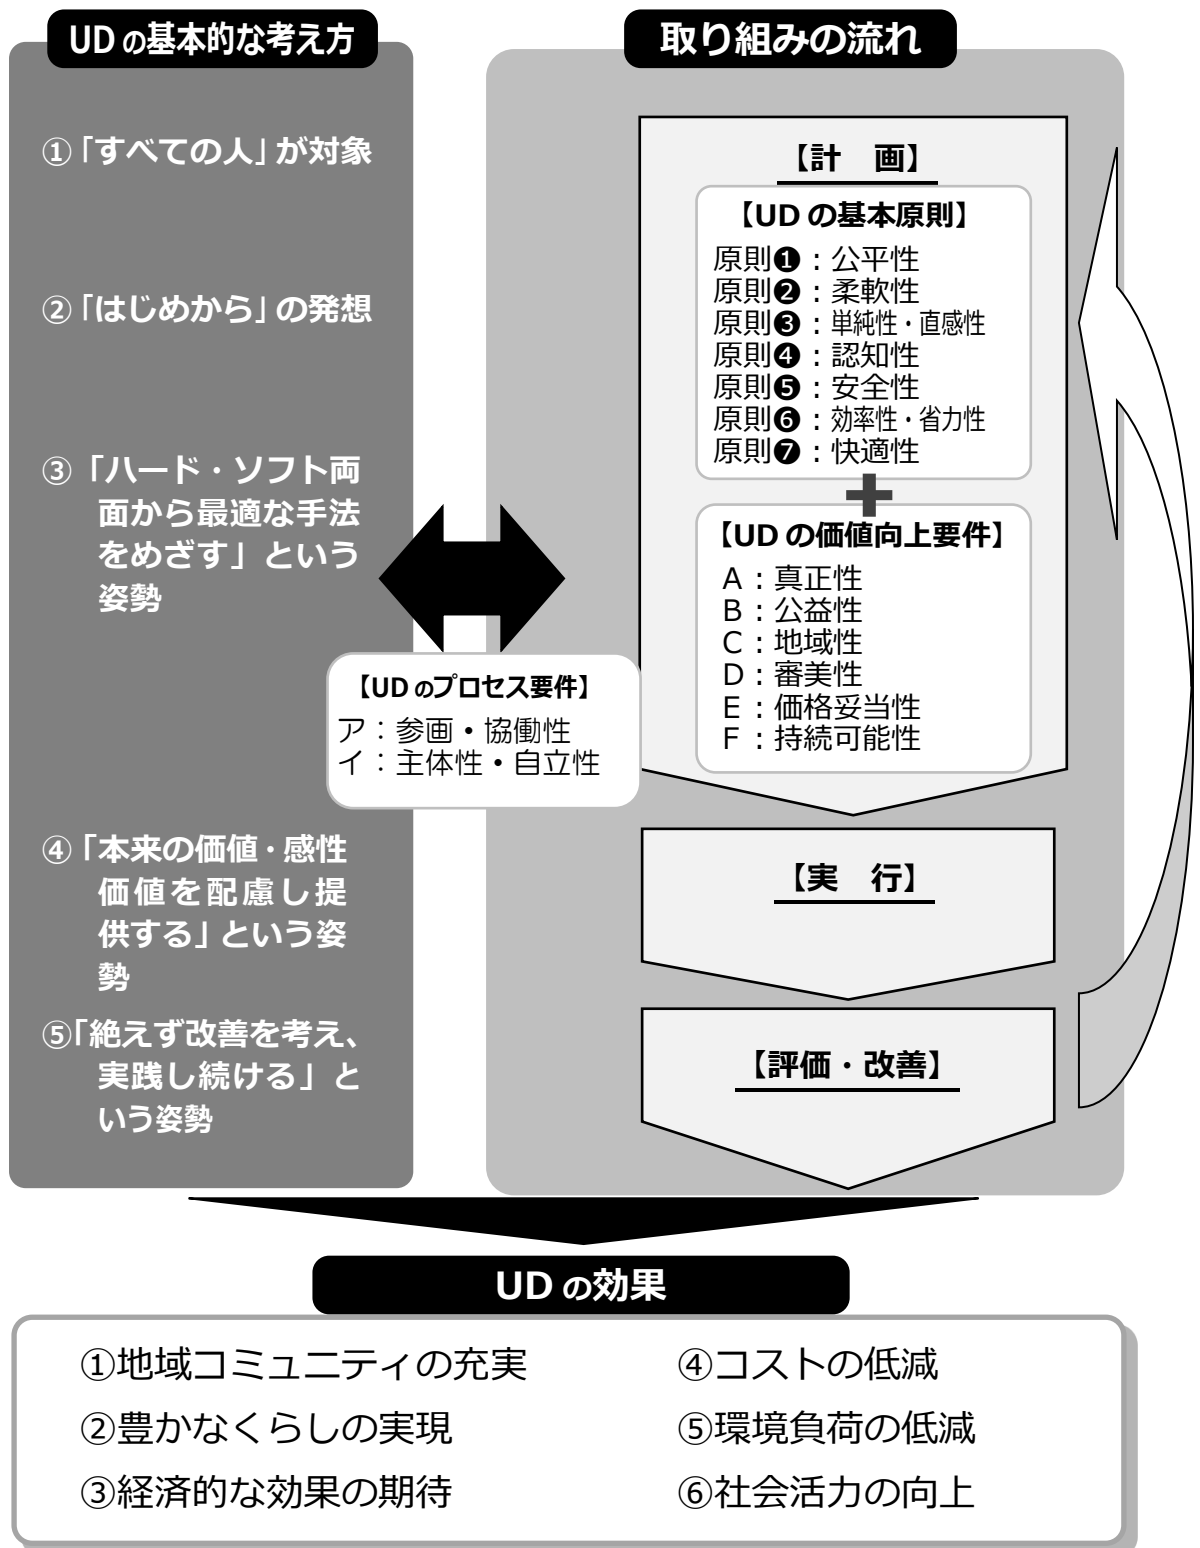 UDの基本的な考え方
①「すべての人」が対象
②「はじめから」の発想
③「ハード・ソフト両
面から最適な手法
をめざす」という
姿勢
④「本来の価値・感性
価値を配慮し提
供する」という姿
勢
⑤「絶えず改善を考え、
実践し続ける」と
いう姿勢
【UDのプロセス要件】
ア：参画・協働性
イ：主体性・自立性
取り組みの流れ
【計　画】
【UDの基本原則】
原則❶：公平性
原則❷：柔軟性
原則❸：単純性・直感性
原則❹：認知性
原則❺：安全性
原則❻：効率性・省力性
原則❼：快適性
【UDの価値向上要件】
A：真正性
B：公益性
C：地域性
D：審美性
E：価格妥当性
F：持続可能性
【実　行】
【評価・改善】
UDの効果
①地域コミュニティの充実
②豊かなくらしの実現
③経済的な効果の期待
④コストの低減
⑤環境負荷の低減
⑥社会活力の向上